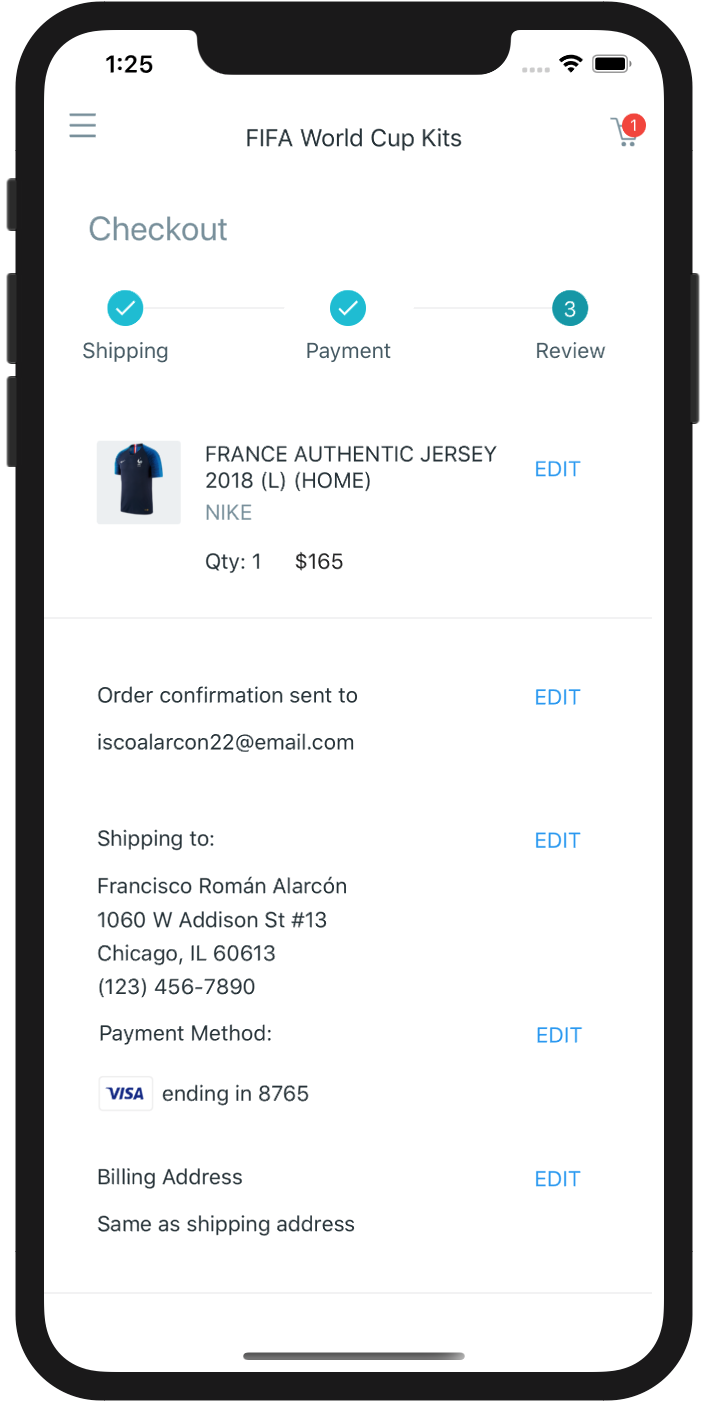 1:25
FIFA World Cup Kits
1
Checkout
3
Shipping
Payment
Review
FRANCE AUTHENTIC JERSEY
2018 (L) (HOME)
EDIT
NIKE
Qty: 1 $165
Order confirmation sent to
EDIT
iscoalarcon22@email.com
Shipping to:
EDIT
Francisco Román Alarcón
1060 W Addison St #13
Chicago, IL 60613
(123) 456-7890
Payment Method:
EDIT
VISA ending in 8765
Billing Address
EDIT
Same as shipping address